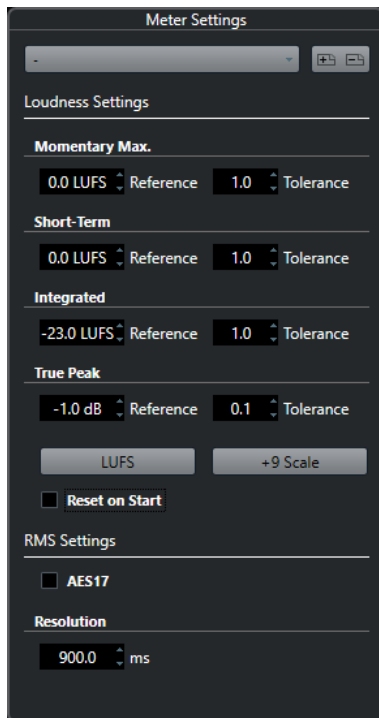 Meter Settings
-
Loudness Settings
Momentary Max.
0.0 LUFS Reference 1.0 Tolerance
Short-Term
0.0 LUFS Reference 1.0 Tolerance
Integrated
-23.0 LUFS Reference 1.0 Tolerance
True Peak
-1.0 dB Reference 0.1 Tolerance
LUFS +9 Scale
Reset on Start
RMS Settings
AES17
Resolution
900.0 ms